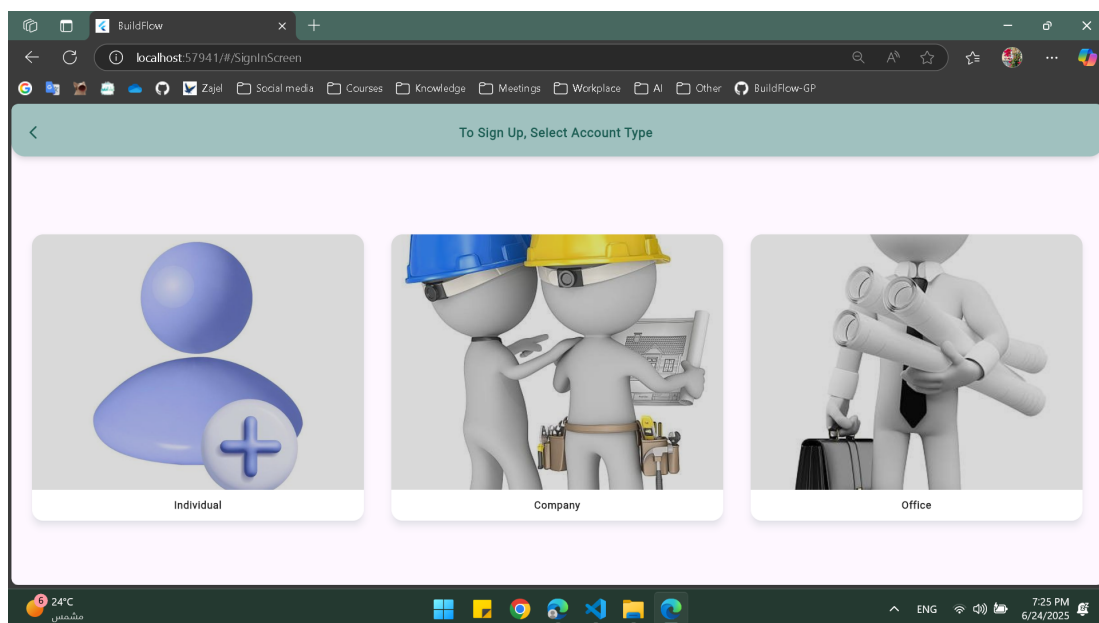 BuildFlow
localhost:57941/#/SignInScreen
Zajel Social media Courses Knowledge Meetings Workplace AI Other BuildFlow-GP
To Sign Up, Select Account Type
Individual Company Office
6 24°C
مشمس
ENG 7:25 PM
6/24/2025